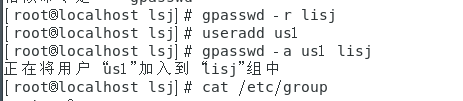 [root@localhost lsj]# gpasswd -r lisj
[root@localhost lsj]# useradd us1
[root@localhost lsj]# gpasswd -a us1 lisj
正在将用户“us1”加入到“lisj”组中
[root@localhost lsj]# cat /etc/group